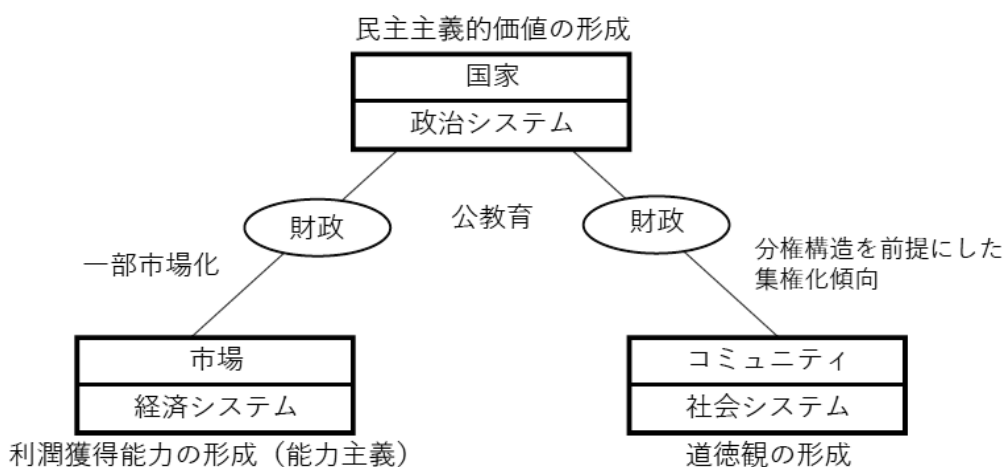 民主主義的価値の形成
国家
政治システム
財政
公教育
財政
一部市場化
分権構造を前提にした
集権化傾向
市場
経済システム
利潤獲得能力の形成（能力主義）
コミュニティ
社会システム
道徳観の形成